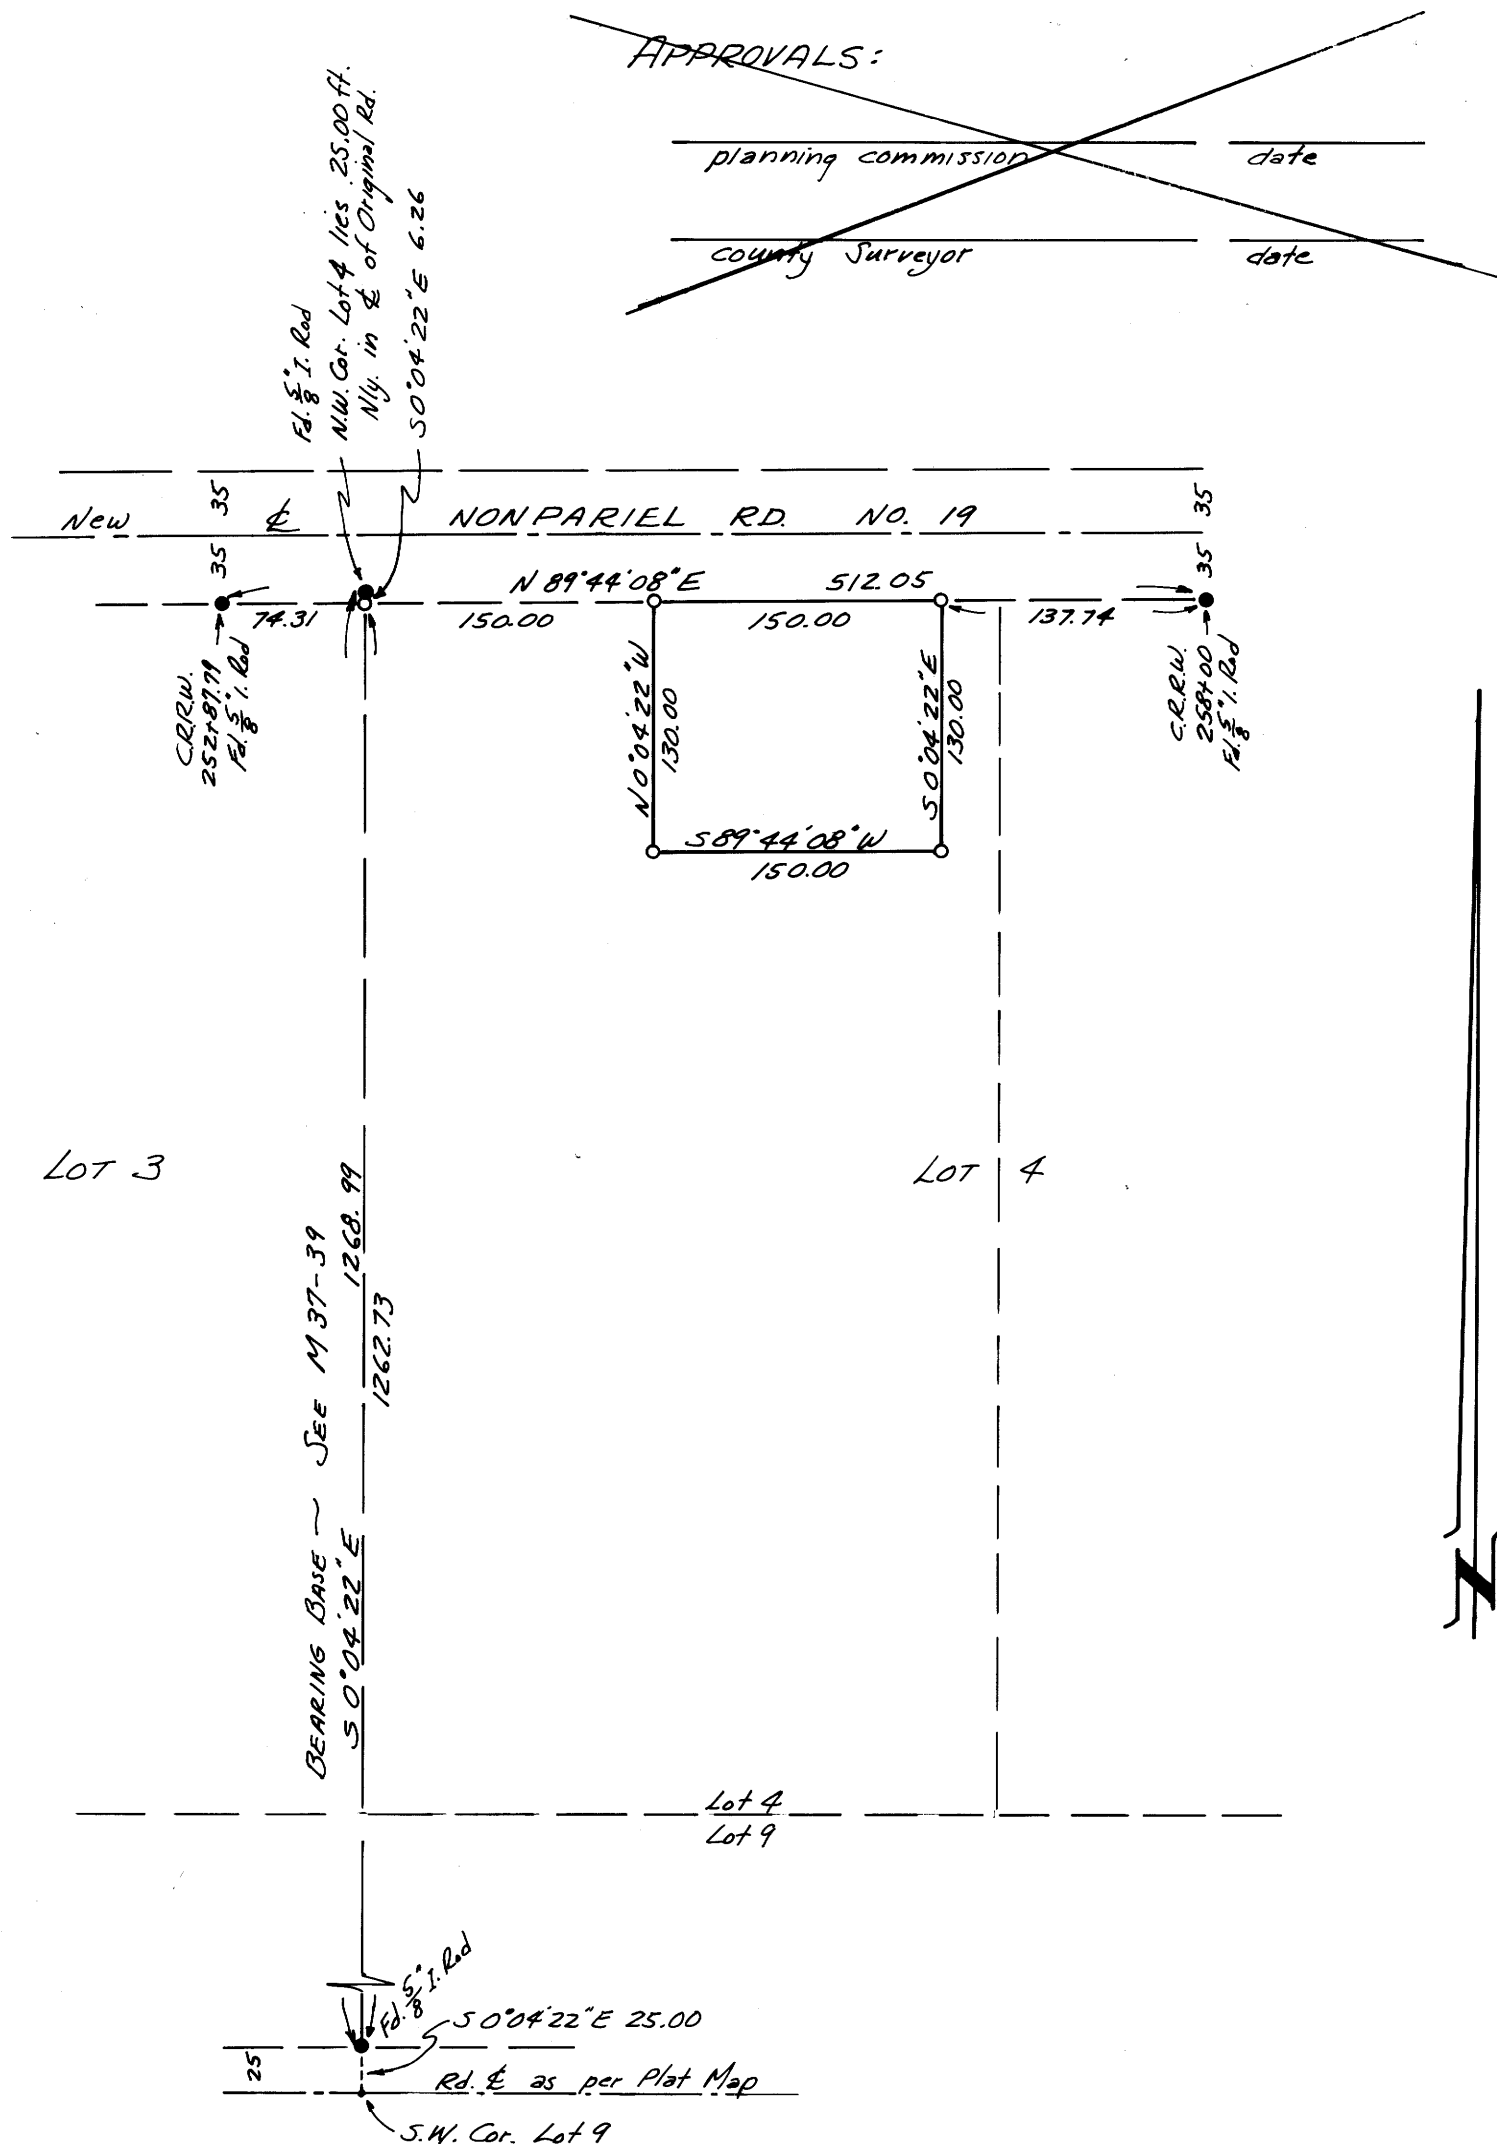 APPROVALS:
planning commission
date
county Surveyor
date
Fd. 5/8" I. Rod
N.W. Cor. Lot 4 lies 25.00 ft.
Nly. in ℄ of Original Rd.
S 0°04'22" E 6.26
35
35
New ℄ NONPARIEL RD. NO. 19
35
35
N 89°44'08" E 512.05
74.31
150.00
150.00
137.74
C.R.R.W.
252+87.79
Fd. 5/8" I. Rod
C.R.R.W.
258+00
Fd. 5/8" I. Rod
N 0°04'22" W
130.00
S 0°04'22" E
130.00
S 89°44'08" W
150.00
LOT 3
LOT 4
BEARING BASE ~ SEE M 37-39
S 0°04'22" E 1268.99
1262.73
N
Lot 4
Lot 9
Fd. 5/8" I. Rod
S 0°04'22" E 25.00
25
Rd. ℄ as per Plat Map
S.W. Cor. Lot 9